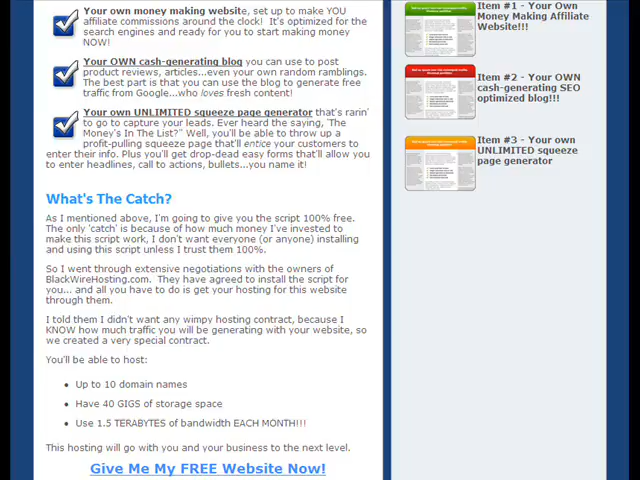 Your own money making website, set up to make YOU
affiliate commissions around the clock!  It's optimized for the
search engines and ready for you to start making money
NOW!
Your OWN cash-generating blog you can use to post
product reviews, articles...even your own random ramblings.
The best part is that you can use the blog to generate free
traffic from Google...who loves fresh content!
Your own UNLIMITED squeeze page generator that's rarin'
to go to capture your leads. Ever heard the saying, 'The
Money's In The List?" Well, you'll be able to throw up a
profit-pulling squeeze page that'll entice your customers to
enter their info. Plus you'll get drop-dead easy forms that'll allow you
to enter headlines, call to actions, bullets...you name it!
What's The Catch?
As I mentioned above, I'm going to give you the script 100% free.
The only 'catch' is because of how much money I've invested to
make this script work, I don't want everyone (or anyone) installing
and using this script unless I trust them 100%.
So I went through extensive negotiations with the owners of
BlackWireHosting.com.  They have agreed to install the script for
you... and all you have to do is get your hosting for this website
through them.
I told them I didn't want any wimpy hosting contract, because I
KNOW how much traffic you will be generating with your website, so
we created a very special contract.
You'll be able to host:
Up to 10 domain names
Have 40 GIGS of storage space
Use 1.5 TERABYTES of bandwidth EACH MONTH!!!
This hosting will go with you and your business to the next level.
Give Me My FREE Website Now!
Item #1 - Your Own
Money Making Affiliate
Website!!!
Item #2 - Your OWN
cash-generating SEO
optimized blog!!!
Item #3 - Your own
UNLIMITED squeeze
page generator